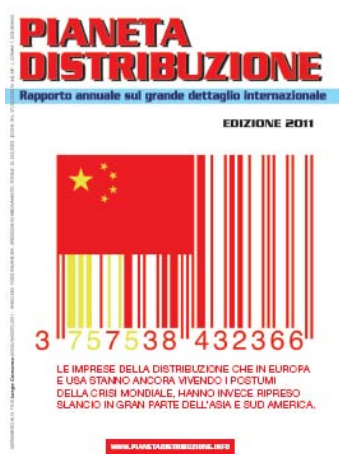 PIANETA
DISTRIBUZIONE
Rapporto annuale sul grande dettaglio internazionale
EDIZIONE 2011
3 757538 432366
LE IMPRESE DELLA DISTRIBUZIONE CHE IN EUROPA
E USA STANNO ANCORA VIVENDO I POSTUMI
DELLA CRISI MONDIALE, HANNO INVECE RIPRESO
SLANCIO IN GRAN PARTE DELL'ASIA E SUD AMERICA.
WWW.PIANETADISTRIBUZIONE.INFO